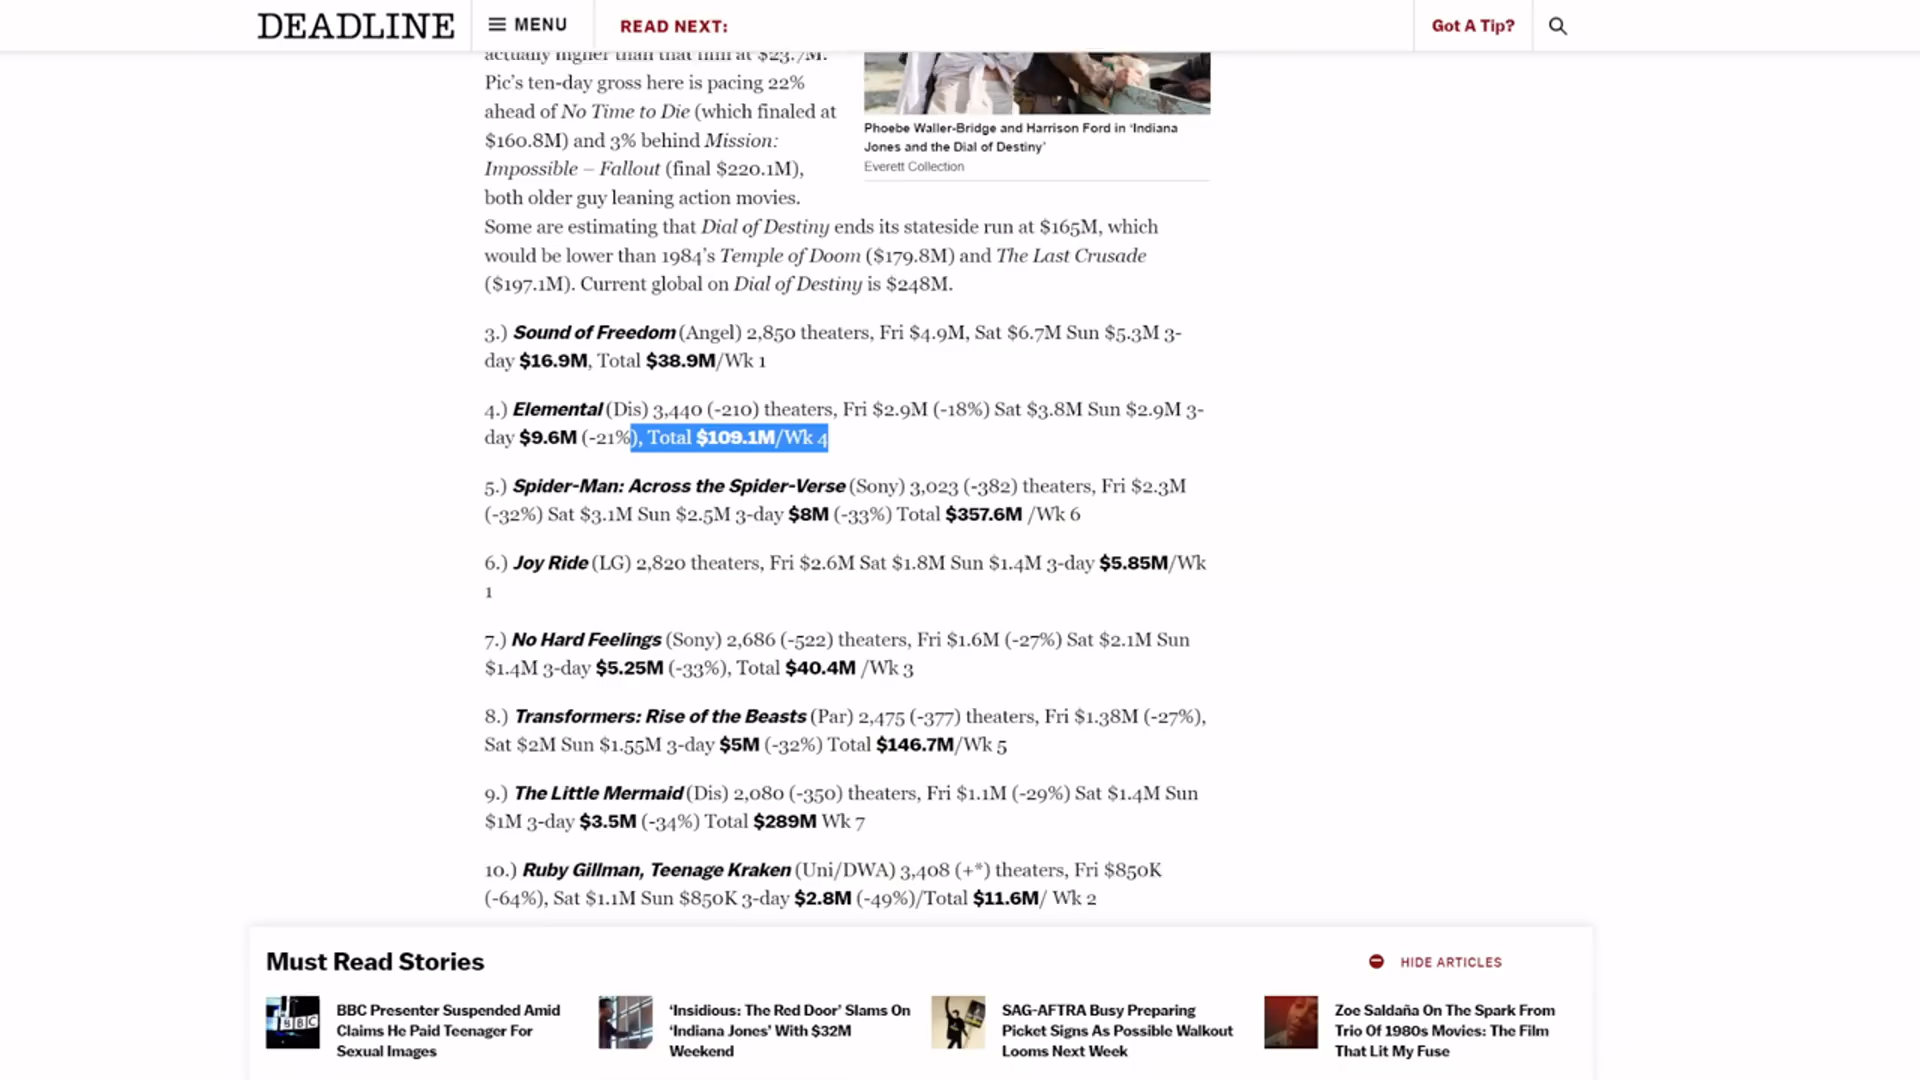 DEADLINE
MENU
READ NEXT:
Got A Tip?
actually higher than that film at $23.7M.
Pic's ten-day gross here is pacing 22%
ahead of No Time to Die (which finaled at
$160.8M) and 3% behind Mission:
Impossible – Fallout (final $220.1M),
both older guy leaning action movies.
Phoebe Waller-Bridge and Harrison Ford in 'Indiana
Jones and the Dial of Destiny'
Everett Collection
Some are estimating that Dial of Destiny ends its stateside run at $165M, which
would be lower than 1984's Temple of Doom ($179.8M) and The Last Crusade
($197.1M). Current global on Dial of Destiny is $248M.
3.) Sound of Freedom (Angel) 2,850 theaters, Fri $4.9M, Sat $6.7M Sun $5.3M 3-
day $16.9M, Total $38.9M/Wk 1
4.) Elemental (Dis) 3,440 (-210) theaters, Fri $2.9M (-18%) Sat $3.8M Sun $2.9M 3-
day $9.6M (-21%), Total $109.1M/Wk 4
5.) Spider-Man: Across the Spider-Verse (Sony) 3,023 (-382) theaters, Fri $2.3M
(-32%) Sat $3.1M Sun $2.5M 3-day $8M (-33%) Total $357.6M /Wk 6
6.) Joy Ride (LG) 2,820 theaters, Fri $2.6M Sat $1.8M Sun $1.4M 3-day $5.85M/Wk
1
7.) No Hard Feelings (Sony) 2,686 (-522) theaters, Fri $1.6M (-27%) Sat $2.1M Sun
$1.4M 3-day $5.25M (-33%), Total $40.4M /Wk 3
8.) Transformers: Rise of the Beasts (Par) 2,475 (-377) theaters, Fri $1.38M (-27%),
Sat $2M Sun $1.55M 3-day $5M (-32%) Total $146.7M/Wk 5
9.) The Little Mermaid (Dis) 2,080 (-350) theaters, Fri $1.1M (-29%) Sat $1.4M Sun
$1M 3-day $3.5M (-34%) Total $289M Wk 7
10.) Ruby Gillman, Teenage Kraken (Uni/DWA) 3,408 (+*) theaters, Fri $850K
(-64%), Sat $1.1M Sun $850K 3-day $2.8M (-49%)/Total $11.6M/ Wk 2
Must Read Stories
HIDE ARTICLES
BBC
BBC Presenter Suspended Amid
Claims He Paid Teenager For
Sexual Images
'Insidious: The Red Door' Slams On
'Indiana Jones' With $32M
Weekend
SAG-AFTRA Busy Preparing
Picket Signs As Possible Walkout
Looms Next Week
Zoe Saldaña On The Spark From
Trio Of 1980s Movies: The Film
That Lit My Fuse